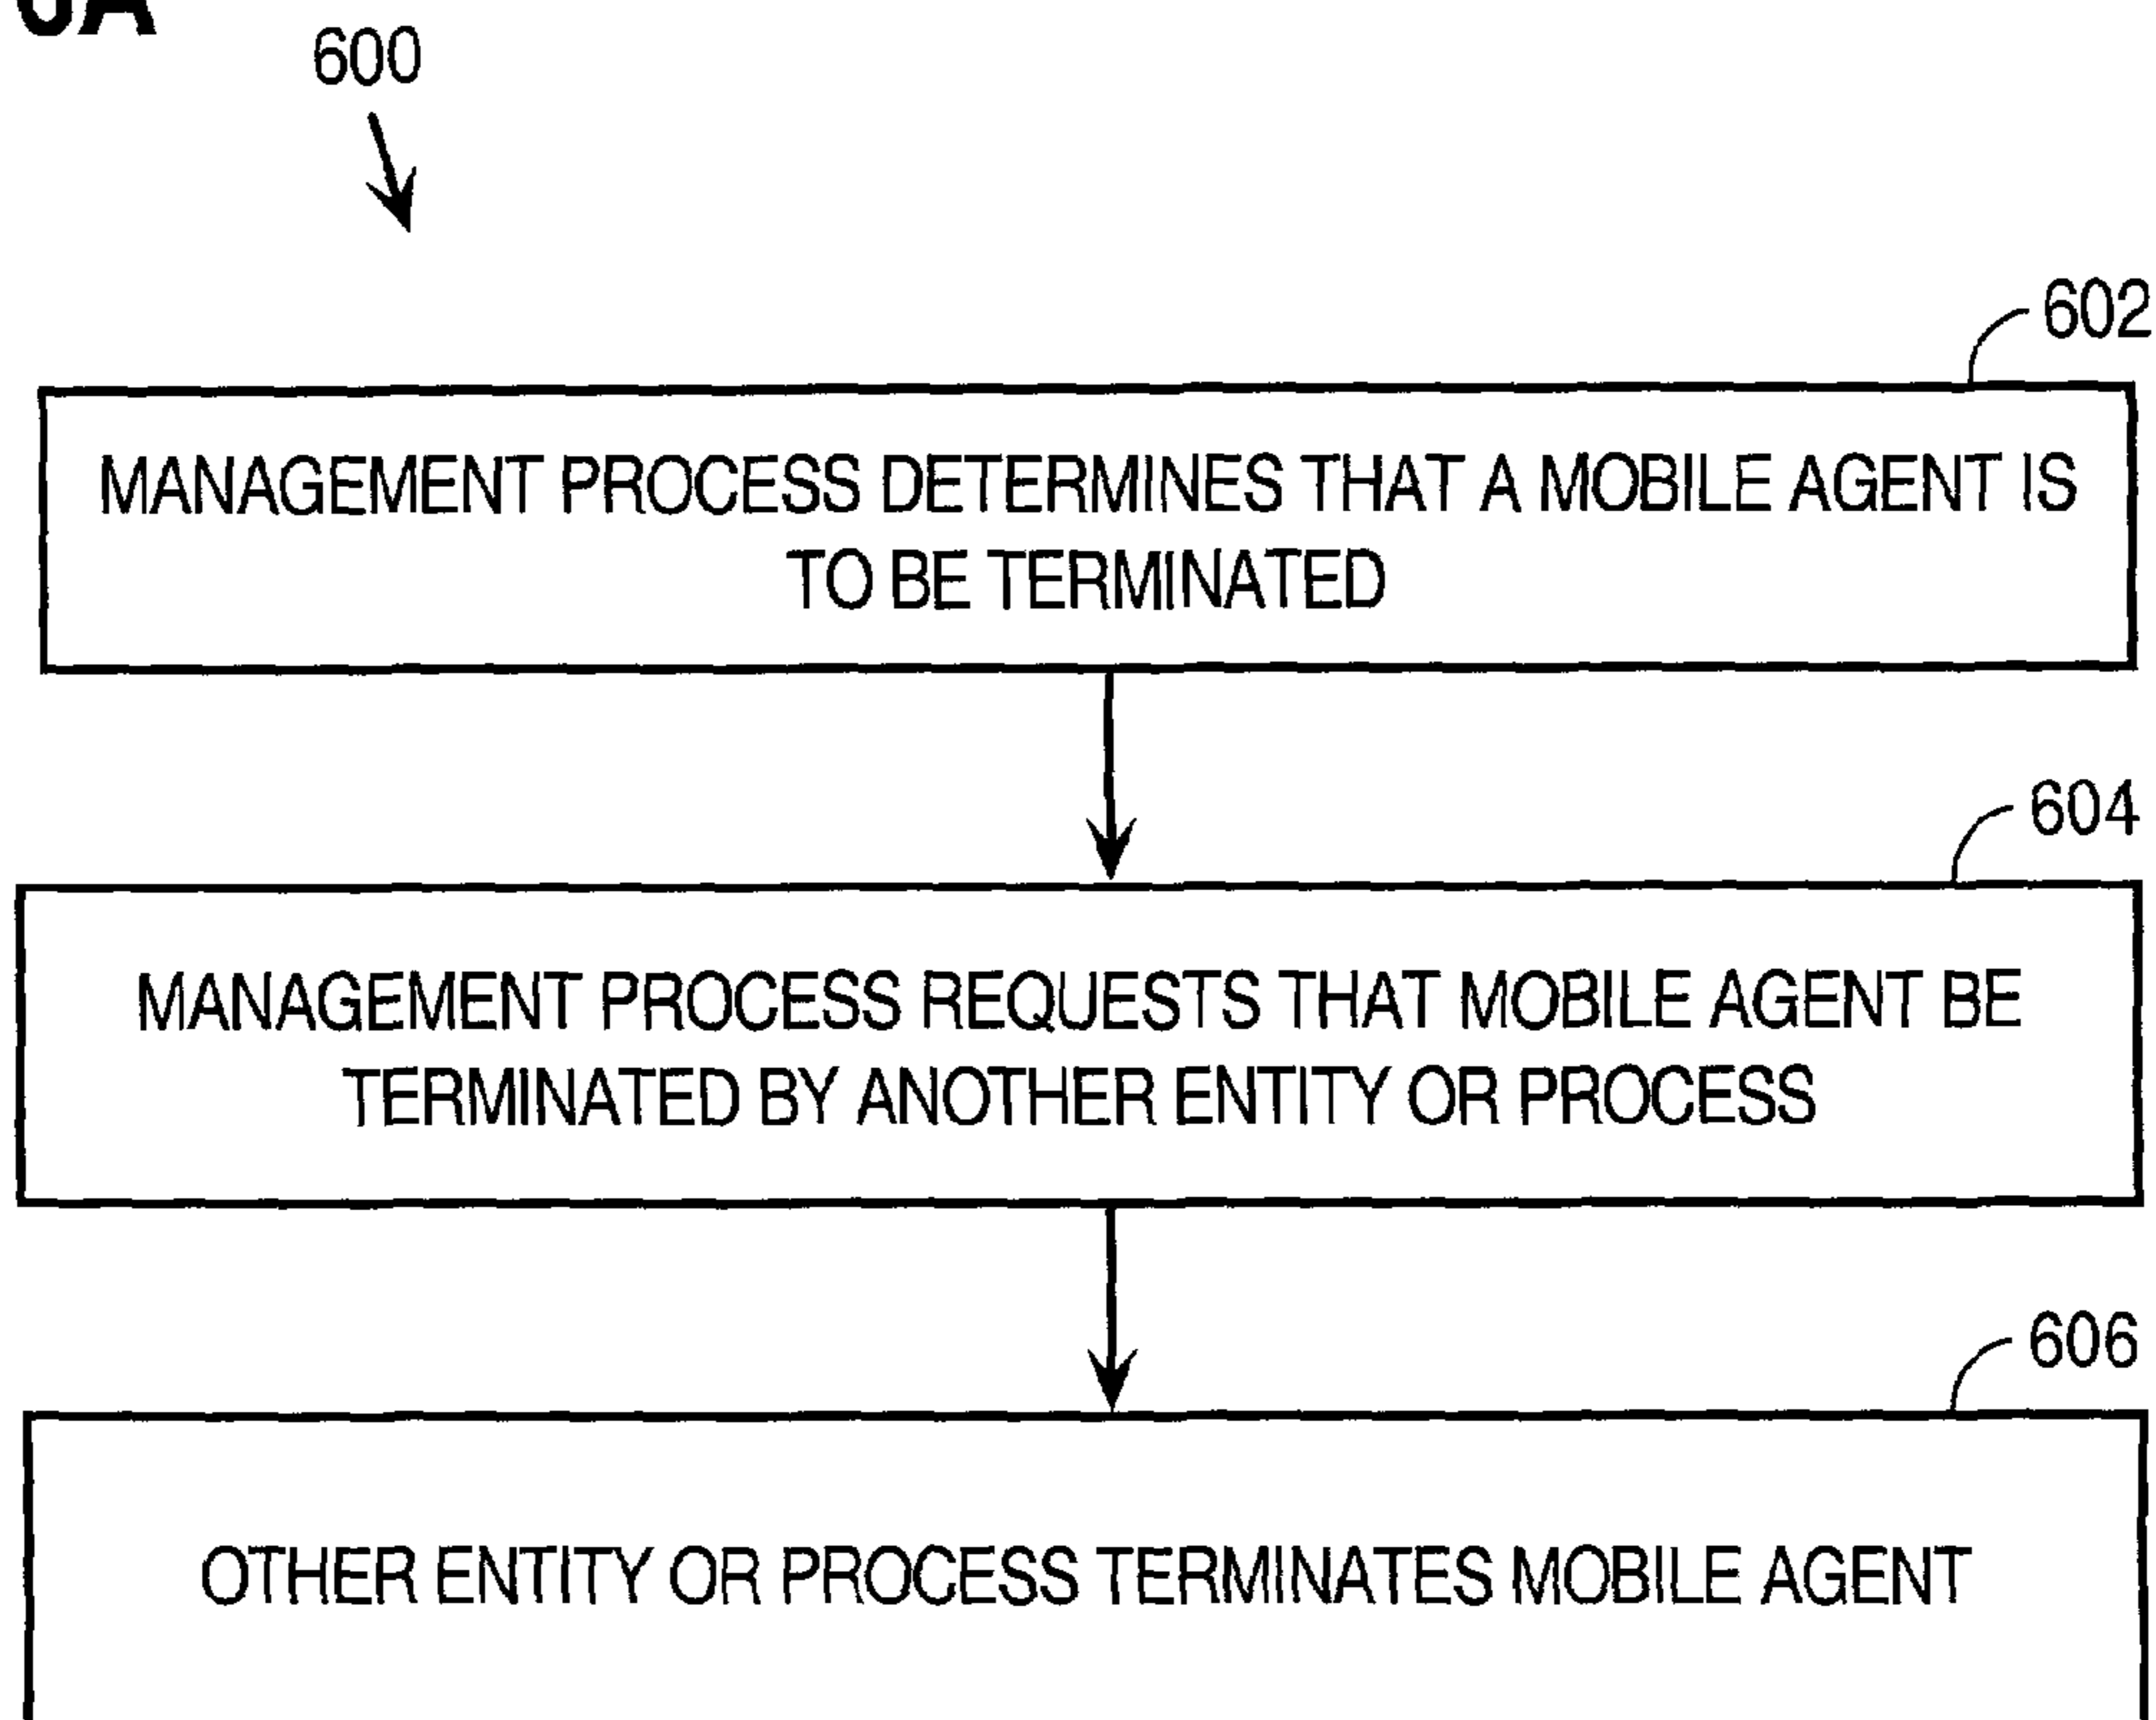 600
602
MANAGEMENT PROCESS DETERMINES THAT A MOBILE AGENT IS
TO BE TERMINATED
604
MANAGEMENT PROCESS REQUESTS THAT MOBILE AGENT BE
TERMINATED BY ANOTHER ENTITY OR PROCESS
606
OTHER ENTITY OR PROCESS TERMINATES MOBILE AGENT